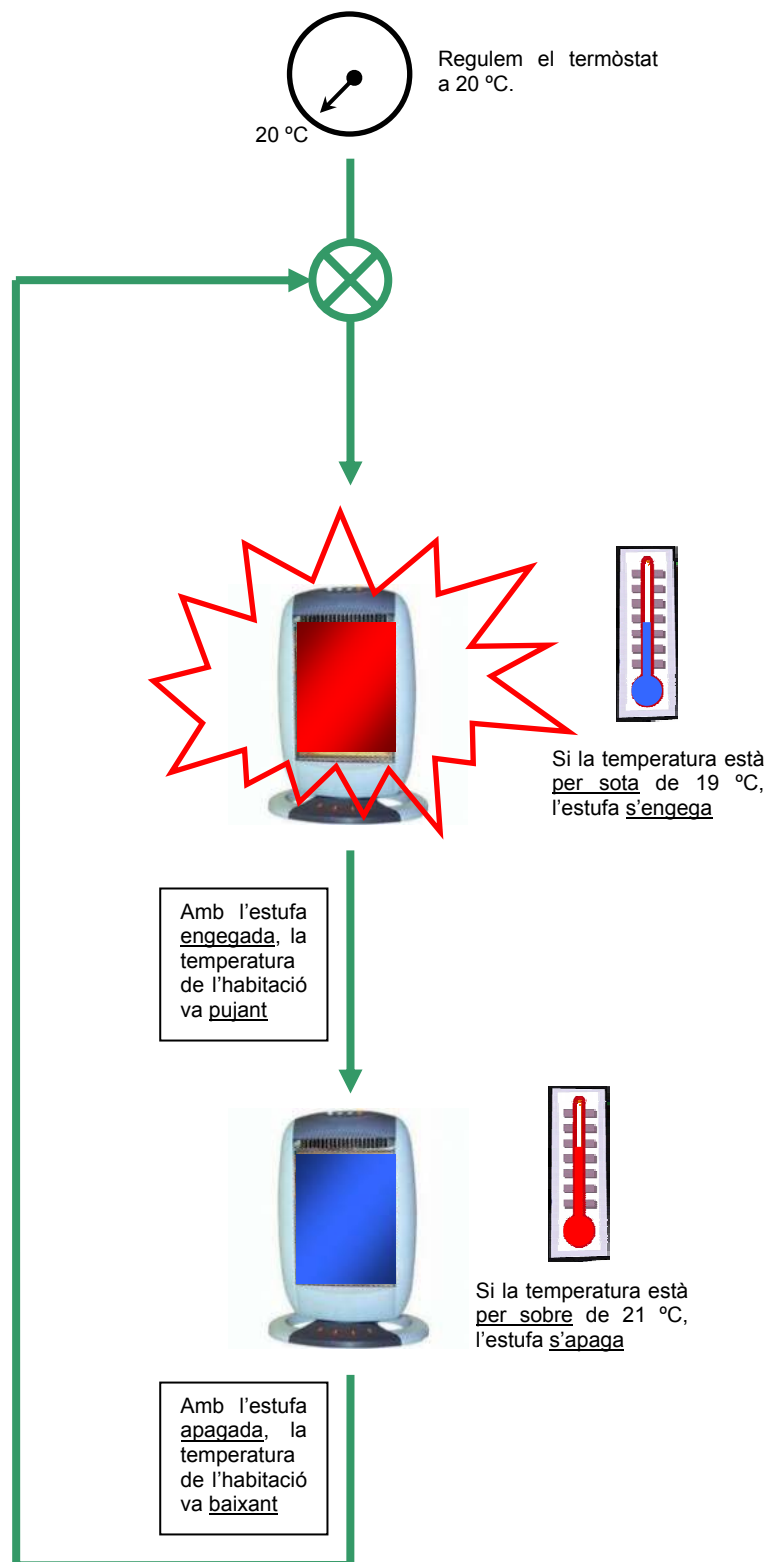 Regulem el termòstat
a 20 ºC.
20 ºC
Si la temperatura està
per sota de 19 ºC,
l’estufa s’engega
Amb l’estufa
engegada, la
temperatura
de l’habitació
va pujant
Si la temperatura està
per sobre de 21 ºC,
l’estufa s’apaga
Amb l’estufa
apagada, la
temperatura
de l’habitació
va baixant